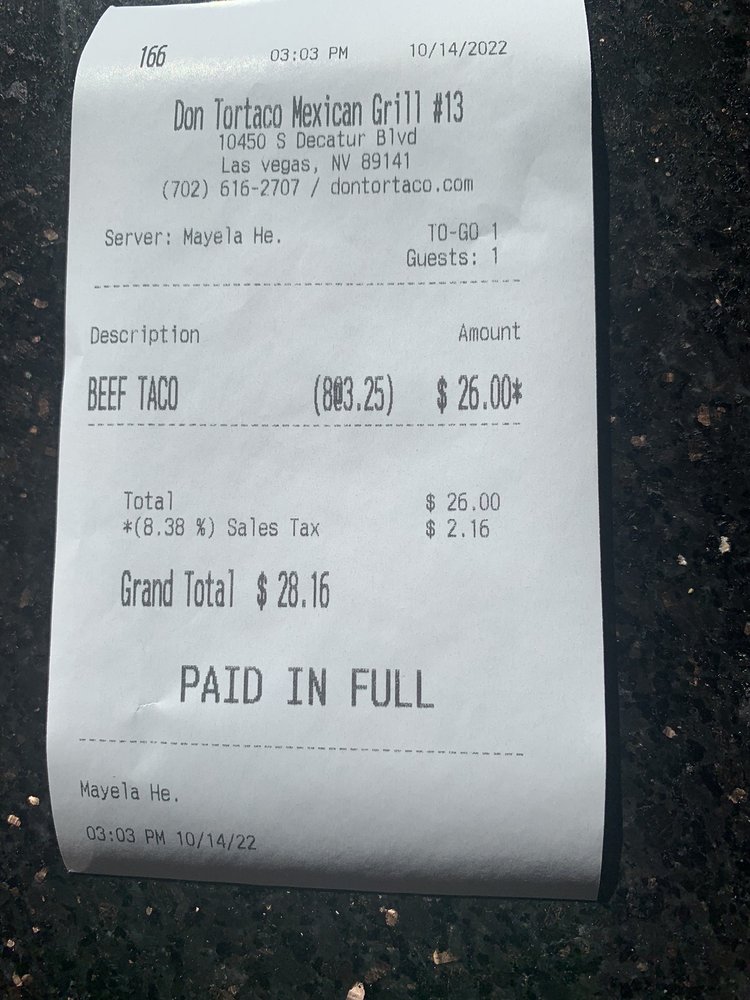 166 03:03 PM 10/14/2022
Don Tortaco Mexican Grill #13
10450 S Decatur Blvd
Las vegas, NV 89141
(702) 616-2707 / dontortaco.com
Server: Mayela He. TO-GO 1
Guests: 1
Description Amount
BEEF TACO (8@3.25) $ 26.00*
Total $ 26.00
*(8.38 %) Sales Tax $ 2.16
Grand Total $ 28.16
PAID IN FULL
Mayela He.
03:03 PM 10/14/22